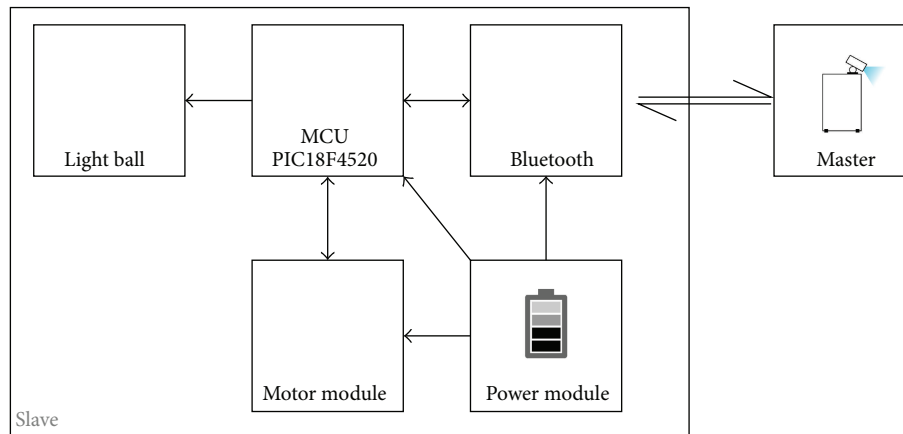 Light ball
MCU
PIC18F4520
Bluetooth
Master
Motor module
Power module
Slave